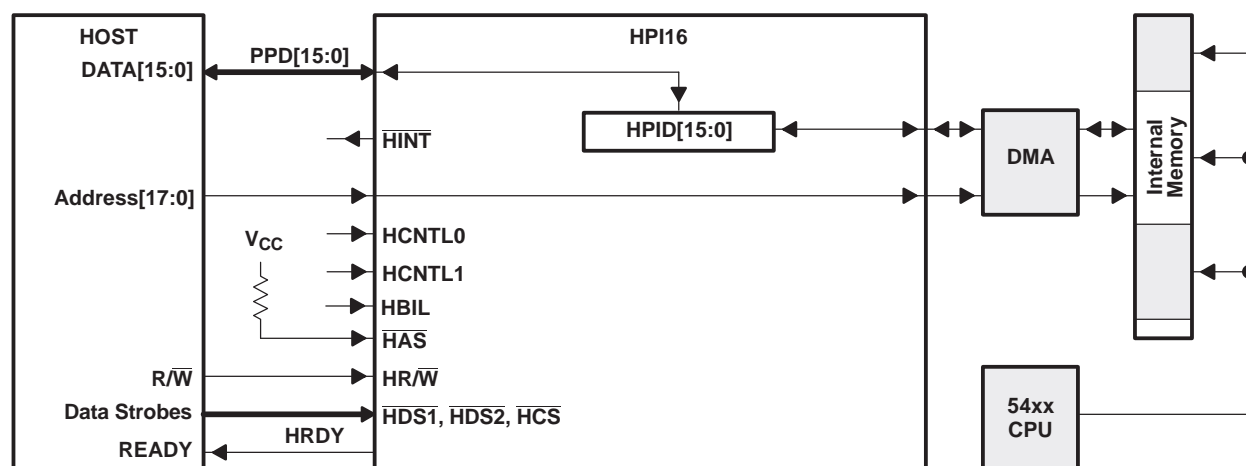 HOST
HPI16
PPD[15:0]
DATA[15:0]
HPID[15:0]
HINT
DMA
Internal
Memory
Address[17:0]
HCNTL0
VCC
HCNTL1
HBIL
HAS
R/W
HR/W
Data Strobes
HDS1, HDS2, HCS
54xx
CPU
HRDY
READY